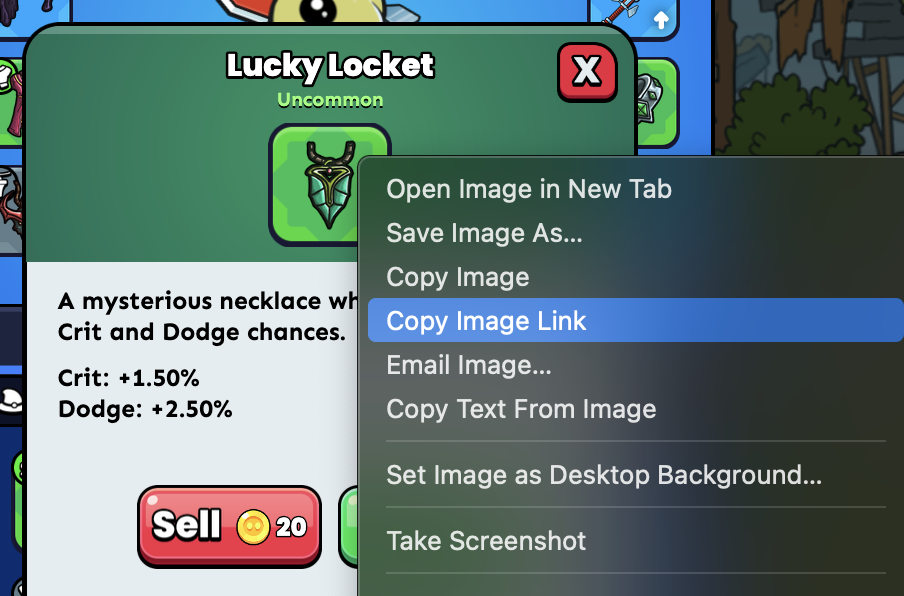 Lucky Locket
X
Uncommon
A mysterious necklace wh
Crit and Dodge chances.
Crit: +1.50%
Dodge: +2.50%
Sell 20
Open Image in New Tab
Save Image As...
Copy Image
Copy Image Link
Email Image...
Copy Text From Image
Set Image as Desktop Background...
Take Screenshot